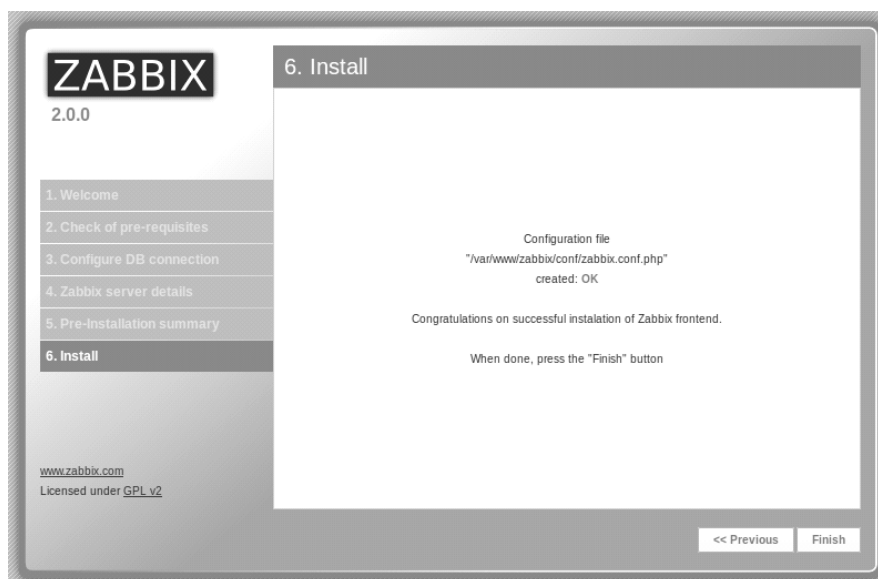 ZABBIX
2.0.0
1. Welcome
2. Check of pre-requisites
3. Configure DB connection
4. Zabbix server details
5. Pre-Installation summary
6. Install
www.zabbix.com
Licensed under GPL v2
6. Install
Configuration file
"/var/www/zabbix/conf/zabbix.conf.php"
created: OK
Congratulations on successful instalation of Zabbix frontend.
When done, press the "Finish" button
<< Previous
Finish